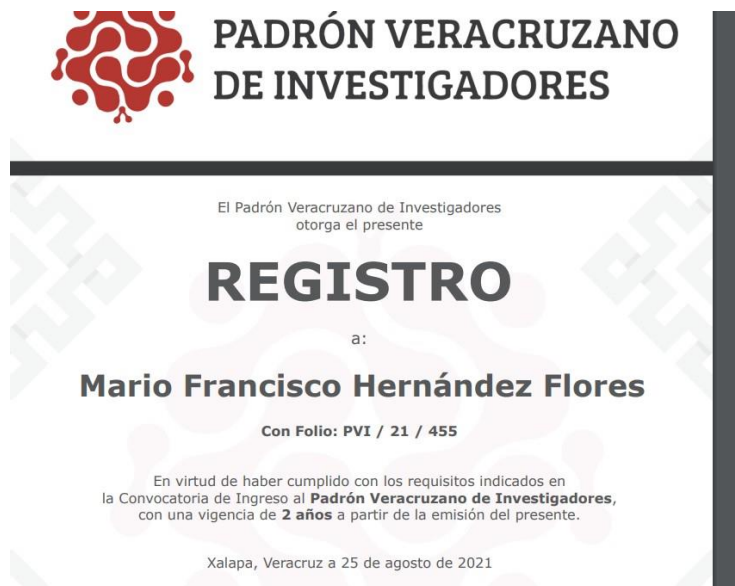 PADRÓN VERACRUZANO
DE INVESTIGADORES
El Padrón Veracruzano de Investigadores
otorga el presente
REGISTRO
a:
Mario Francisco Hernández Flores
Con Folio: PVI / 21 / 455
En virtud de haber cumplido con los requisitos indicados en
la Convocatoria de Ingreso al Padrón Veracruzano de Investigadores,
con una vigencia de 2 años a partir de la emisión del presente.
Xalapa, Veracruz a 25 de agosto de 2021